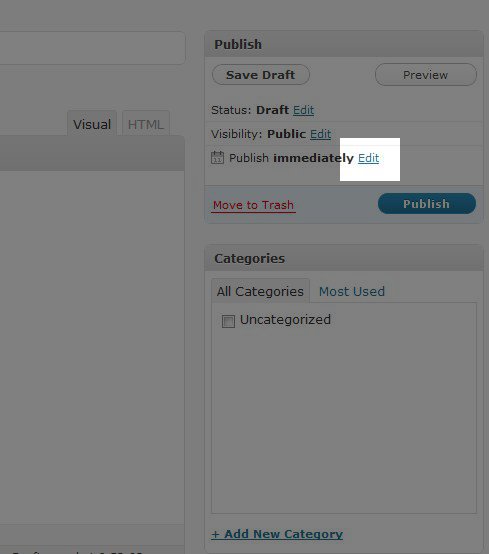 Publish
Save Draft Preview
Status: Draft Edit
Visual HTML
Visibility: Public Edit
Publish immediately Edit
Move to Trash Publish
Categories
All Categories Most Used
Uncategorized
+ Add New Category